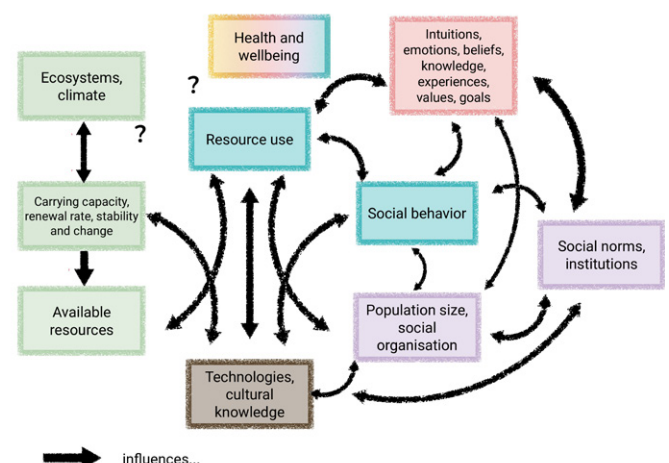 Health and
wellbeing
Intuitions,
emotions, beliefs,
knowledge,
experiences,
values, goals
Ecosystems,
climate
?
?
Resource use
Carrying capacity,
renewal rate, stability
and change
Social behavior
Social norms,
institutions
Available
resources
Population size,
social
organisation
Technologies,
cultural
knowledge
influences...